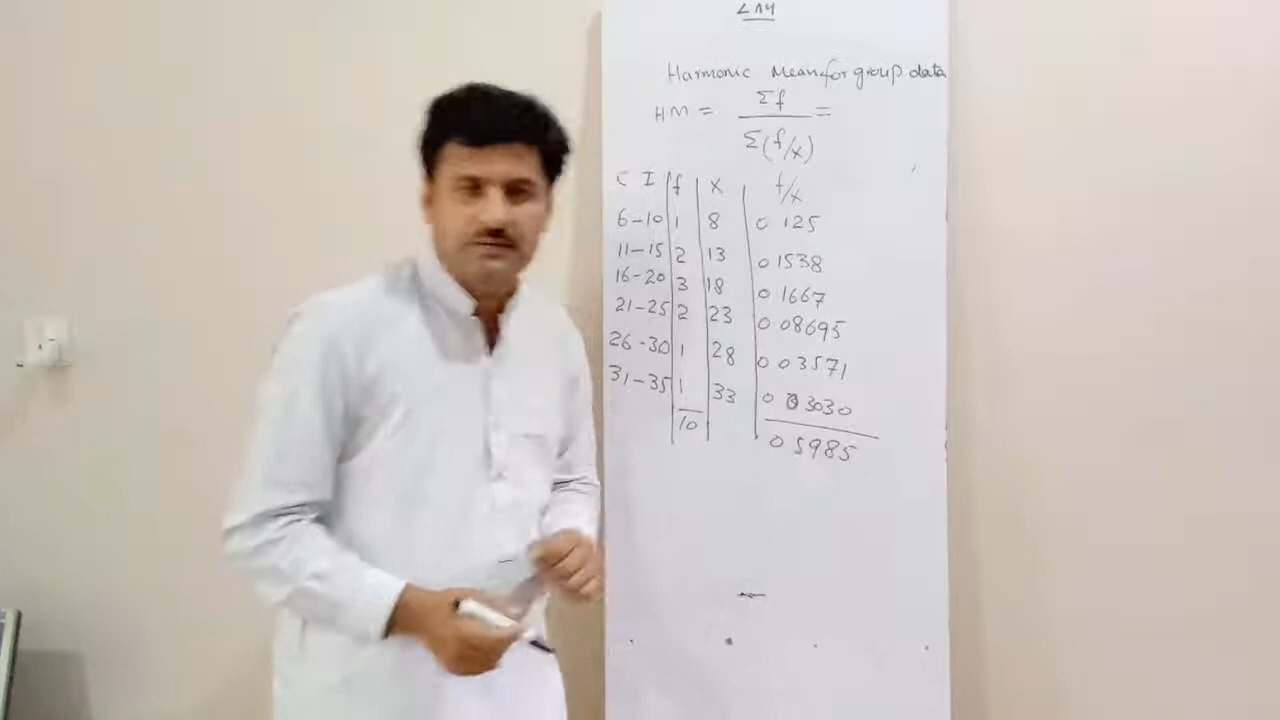 L14
Harmonic Mean for group data
HM = Σf / Σ(f/x) =
C I f x f/x
6-10 1 8 0 125
11-15 2 13 0 1538
16-20 3 18 0 1667
21-25 2 23 0 08695
26-30 1 28 0 03571
31-35 1 33 0 03030
10 0 5985